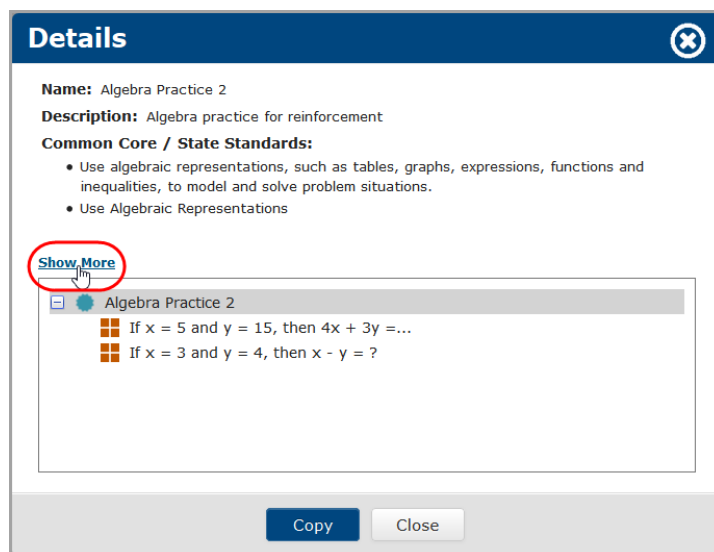 Details
Name: Algebra Practice 2
Description: Algebra practice for reinforcement
Common Core / State Standards:
• Use algebraic representations, such as tables, graphs, expressions, functions and
inequalities, to model and solve problem situations.
• Use Algebraic Representations
Show More
Algebra Practice 2
If x = 5 and y = 15, then 4x + 3y =...
If x = 3 and y = 4, then x - y = ?
Copy
Close